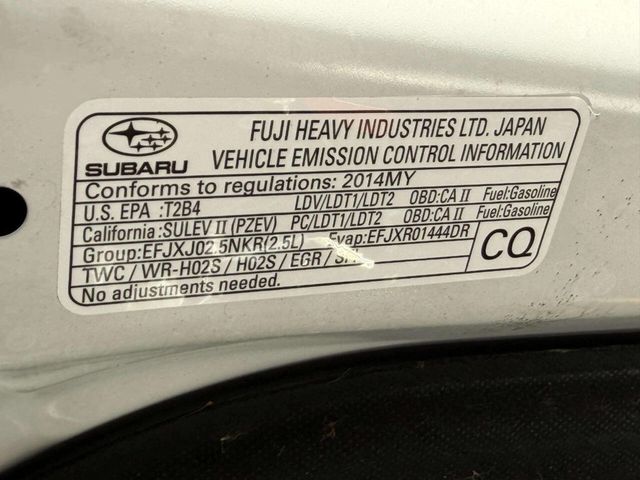 SUBARU
FUJI HEAVY INDUSTRIES LTD. JAPAN
VEHICLE EMISSION CONTROL INFORMATION
Conforms to regulations: 2014MY
U.S. EPA :T2B4 LDV/LDT1/LDT2 OBD:CA II Fuel:Gasoline
California:SULEV II (PZEV) PC/LDT1/LDT2 OBD:CA II Fuel:Gasoline
Group:EFJXJ02.5NKR(2.5L) Evap:EFJXR01444DR
TWC / WR-HO2S / HO2S / EGR /
No adjustments needed.
CQ